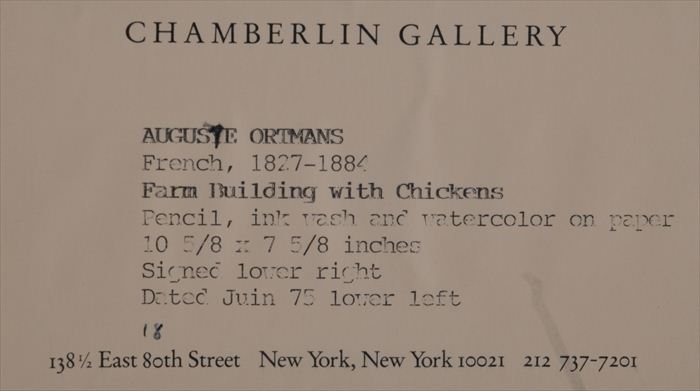 CHAMBERLIN GALLERY
AUGUSTE ORTMANS
French, 1827-1884
Farm Building with Chickens
Pencil, ink wash and watercolor on paper
10 5/8 x 7 5/8 inches
Signed lower right
Dated Juin 75 lower left
18
138 ½ East 80th Street New York, New York 10021 212 737-7201